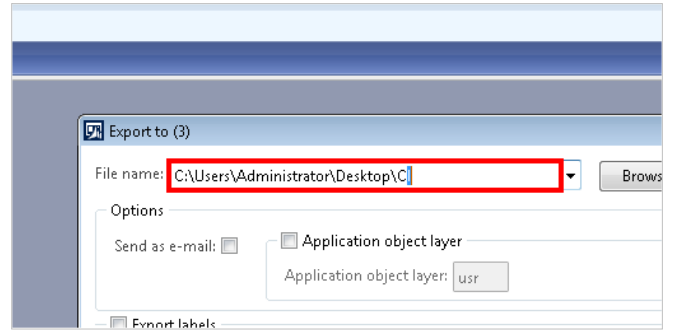 Export to (3)
File name: C:\Users\Administrator\Desktop\C Brows
Options
Send as e-mail: Application object layer
Application object layer: usr
Export labels